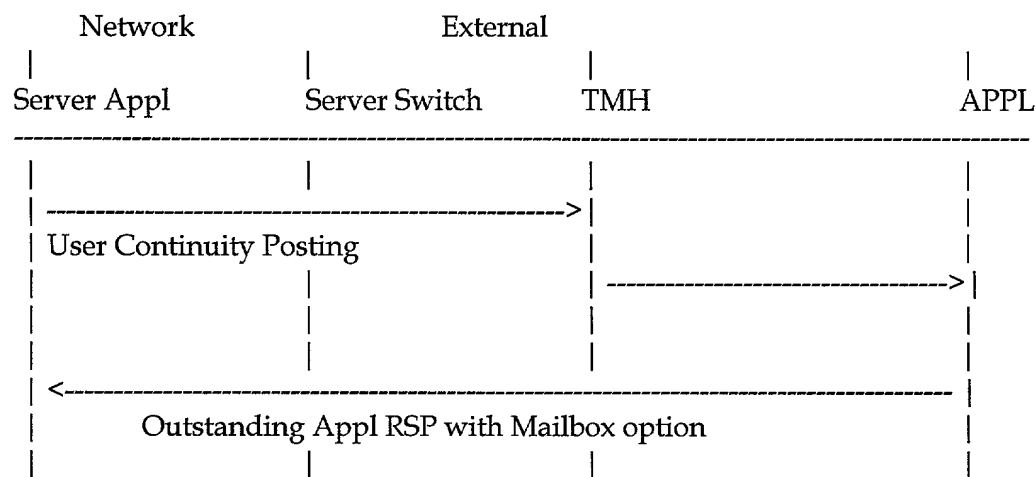 Network External
Server Appl Server Switch TMH APPL
User Continuity Posting
Outstanding Appl RSP with Mailbox option